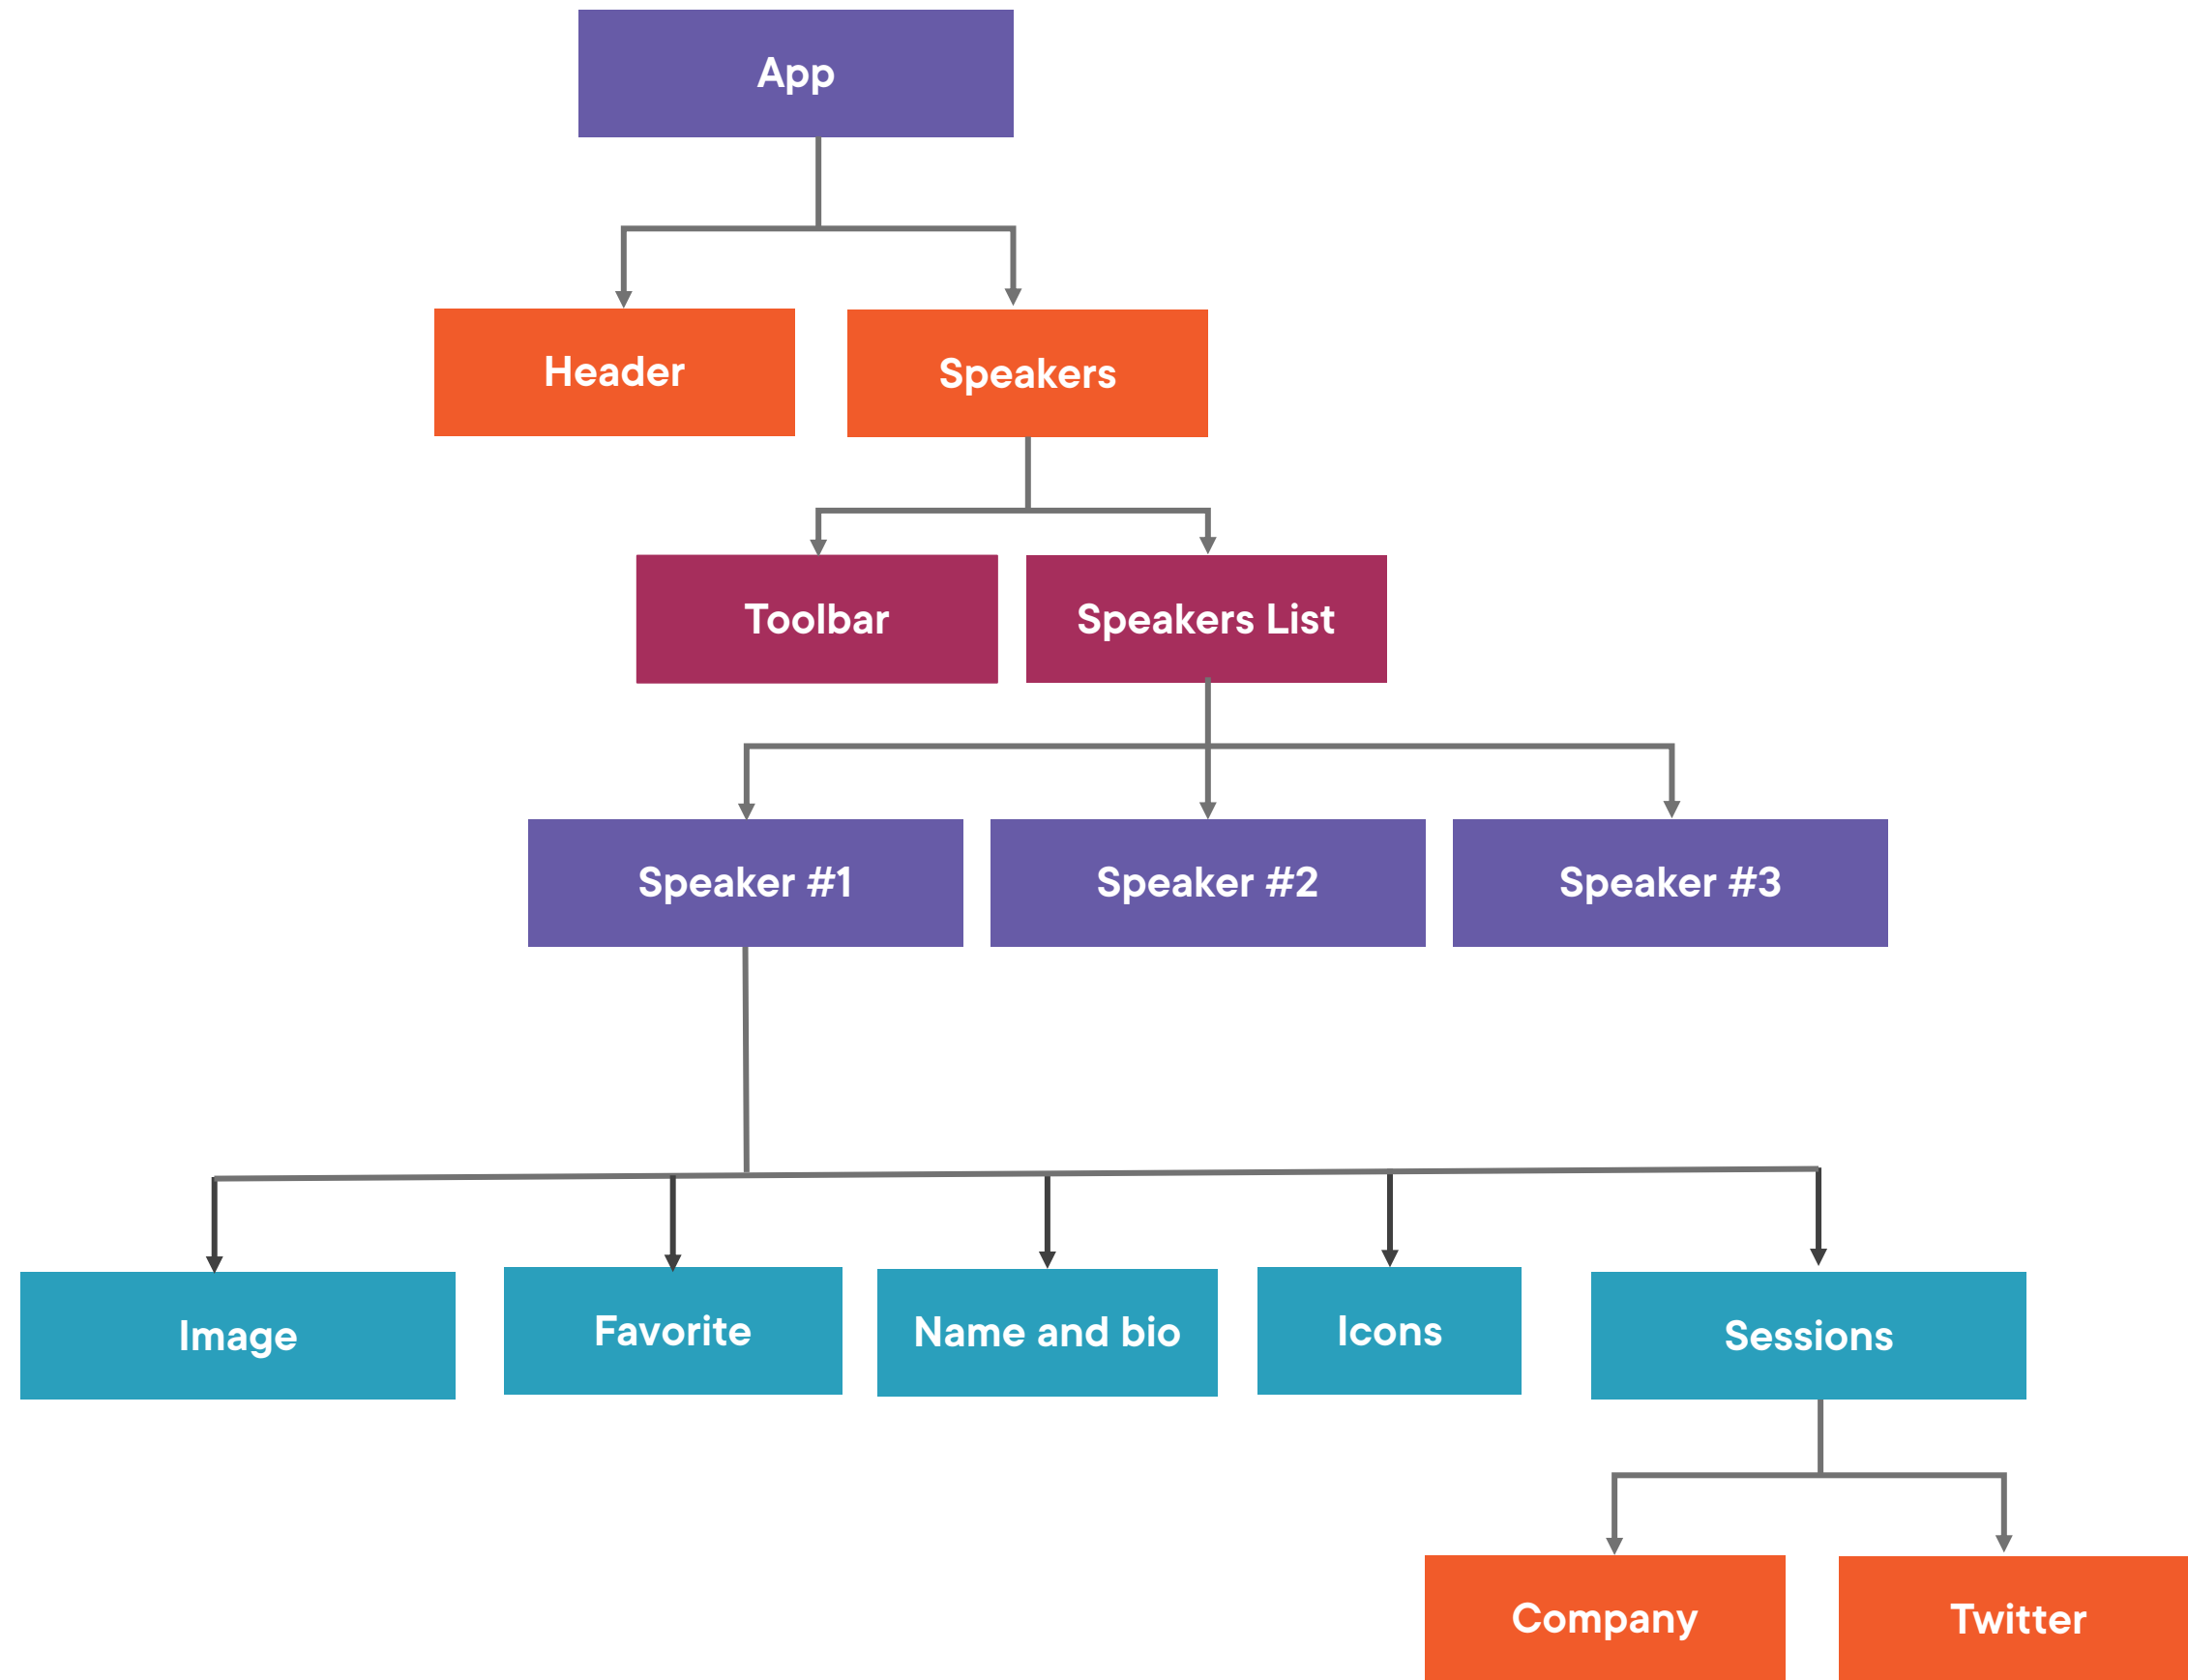 App
Header
Speakers
Toolbar
Speakers List
Speaker #1
Speaker #2
Speaker #3
Image
Favorite
Name and bio
Icons
Sessions
Company
Twitter